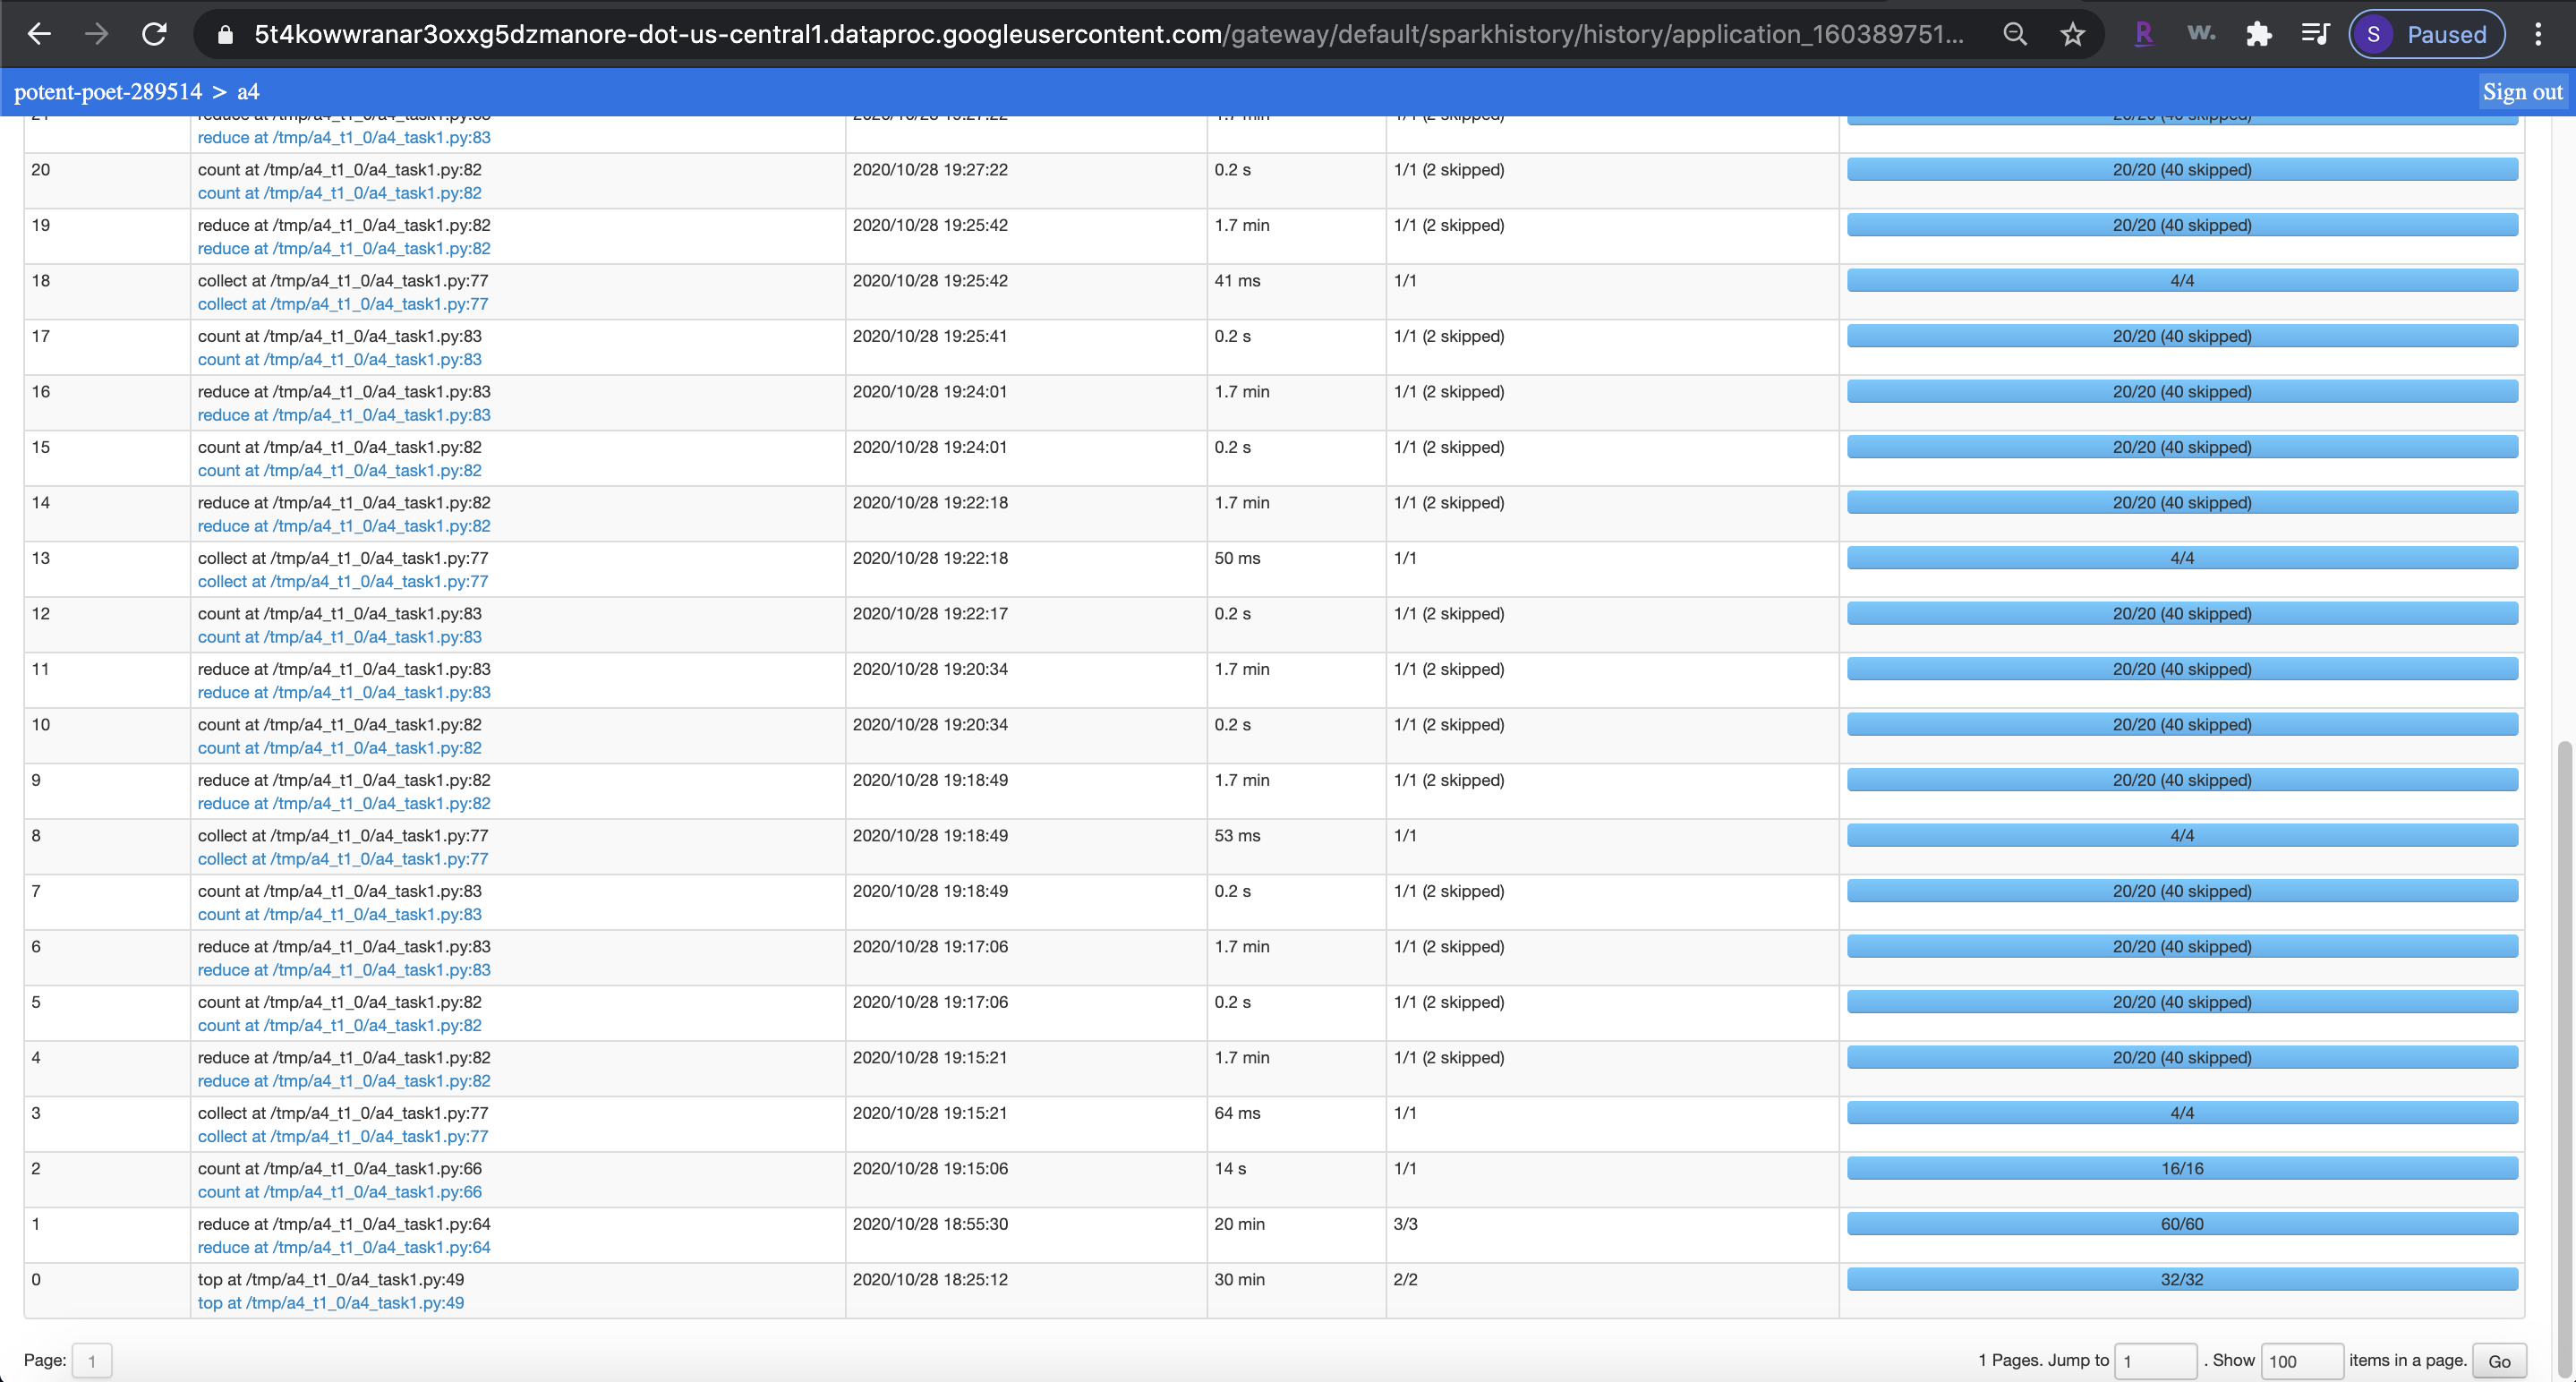 5t4kowwranar3oxxg5dzmanore-dot-us-central1.dataproc.googleusercontent.com/gateway/default/sparkhistory/history/application_160389751... R w. S Paused
potent-poet-289514 > a4 Sign out
reduce at /tmp/a4_t1_0/a4_task1.py:83
20 count at /tmp/a4_t1_0/a4_task1.py:82 2020/10/28 19:27:22 0.2 s 1/1 (2 skipped) 20/20 (40 skipped)
count at /tmp/a4_t1_0/a4_task1.py:82
19 reduce at /tmp/a4_t1_0/a4_task1.py:82 2020/10/28 19:25:42 1.7 min 1/1 (2 skipped) 20/20 (40 skipped)
reduce at /tmp/a4_t1_0/a4_task1.py:82
18 collect at /tmp/a4_t1_0/a4_task1.py:77 2020/10/28 19:25:42 41 ms 1/1 4/4
collect at /tmp/a4_t1_0/a4_task1.py:77
17 count at /tmp/a4_t1_0/a4_task1.py:83 2020/10/28 19:25:41 0.2 s 1/1 (2 skipped) 20/20 (40 skipped)
count at /tmp/a4_t1_0/a4_task1.py:83
16 reduce at /tmp/a4_t1_0/a4_task1.py:83 2020/10/28 19:24:01 1.7 min 1/1 (2 skipped) 20/20 (40 skipped)
reduce at /tmp/a4_t1_0/a4_task1.py:83
15 count at /tmp/a4_t1_0/a4_task1.py:82 2020/10/28 19:24:01 0.2 s 1/1 (2 skipped) 20/20 (40 skipped)
count at /tmp/a4_t1_0/a4_task1.py:82
14 reduce at /tmp/a4_t1_0/a4_task1.py:82 2020/10/28 19:22:18 1.7 min 1/1 (2 skipped) 20/20 (40 skipped)
reduce at /tmp/a4_t1_0/a4_task1.py:82
13 collect at /tmp/a4_t1_0/a4_task1.py:77 2020/10/28 19:22:18 50 ms 1/1 4/4
collect at /tmp/a4_t1_0/a4_task1.py:77
12 count at /tmp/a4_t1_0/a4_task1.py:83 2020/10/28 19:22:17 0.2 s 1/1 (2 skipped) 20/20 (40 skipped)
count at /tmp/a4_t1_0/a4_task1.py:83
11 reduce at /tmp/a4_t1_0/a4_task1.py:83 2020/10/28 19:20:34 1.7 min 1/1 (2 skipped) 20/20 (40 skipped)
reduce at /tmp/a4_t1_0/a4_task1.py:83
10 count at /tmp/a4_t1_0/a4_task1.py:82 2020/10/28 19:20:34 0.2 s 1/1 (2 skipped) 20/20 (40 skipped)
count at /tmp/a4_t1_0/a4_task1.py:82
9 reduce at /tmp/a4_t1_0/a4_task1.py:82 2020/10/28 19:18:49 1.7 min 1/1 (2 skipped) 20/20 (40 skipped)
reduce at /tmp/a4_t1_0/a4_task1.py:82
8 collect at /tmp/a4_t1_0/a4_task1.py:77 2020/10/28 19:18:49 53 ms 1/1 4/4
collect at /tmp/a4_t1_0/a4_task1.py:77
7 count at /tmp/a4_t1_0/a4_task1.py:83 2020/10/28 19:18:49 0.2 s 1/1 (2 skipped) 20/20 (40 skipped)
count at /tmp/a4_t1_0/a4_task1.py:83
6 reduce at /tmp/a4_t1_0/a4_task1.py:83 2020/10/28 19:17:06 1.7 min 1/1 (2 skipped) 20/20 (40 skipped)
reduce at /tmp/a4_t1_0/a4_task1.py:83
5 count at /tmp/a4_t1_0/a4_task1.py:82 2020/10/28 19:17:06 0.2 s 1/1 (2 skipped) 20/20 (40 skipped)
count at /tmp/a4_t1_0/a4_task1.py:82
4 reduce at /tmp/a4_t1_0/a4_task1.py:82 2020/10/28 19:15:21 1.7 min 1/1 (2 skipped) 20/20 (40 skipped)
reduce at /tmp/a4_t1_0/a4_task1.py:82
3 collect at /tmp/a4_t1_0/a4_task1.py:77 2020/10/28 19:15:21 64 ms 1/1 4/4
collect at /tmp/a4_t1_0/a4_task1.py:77
2 count at /tmp/a4_t1_0/a4_task1.py:66 2020/10/28 19:15:06 14 s 1/1 16/16
count at /tmp/a4_t1_0/a4_task1.py:66
1 reduce at /tmp/a4_t1_0/a4_task1.py:64 2020/10/28 18:55:30 20 min 3/3 60/60
reduce at /tmp/a4_t1_0/a4_task1.py:64
0 top at /tmp/a4_t1_0/a4_task1.py:49 2020/10/28 18:25:12 30 min 2/2 32/32
top at /tmp/a4_t1_0/a4_task1.py:49
Page: 1 1 Pages. Jump to 1 . Show 100 items in a page. Go